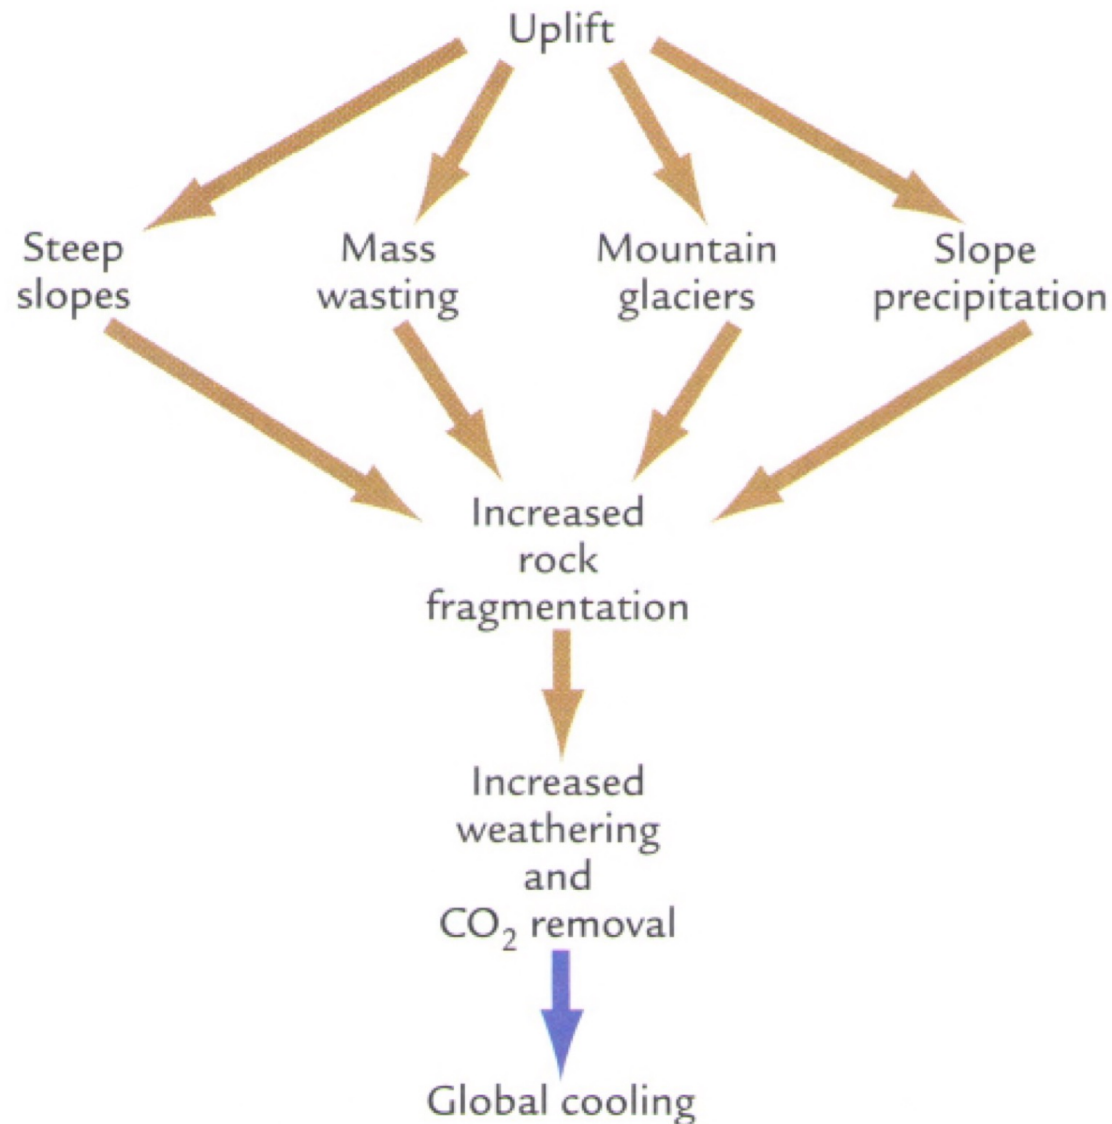 Uplift
Steep
slopes
Mass
wasting
Mountain
glaciers
Slope
precipitation
Increased
rock
fragmentation
Increased
weathering
and
CO₂ removal
Global cooling